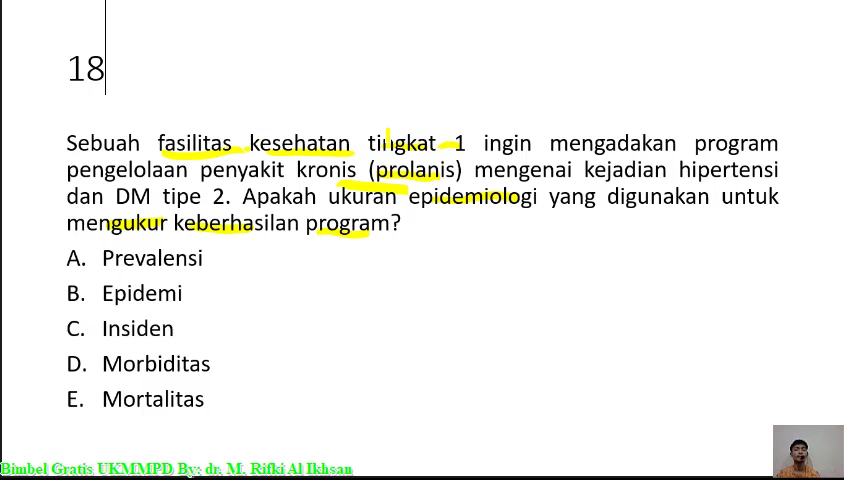 18
Sebuah fasilitas kesehatan tingkat 1 ingin mengadakan program
pengelolaan penyakit kronis (prolanis) mengenai kejadian hipertensi
dan DM tipe 2. Apakah ukuran epidemiologi yang digunakan untuk
mengukur keberhasilan program?
A. Prevalensi
B. Epidemi
C. Insiden
D. Morbiditas
E. Mortalitas
Bimbel Gratis UKMMPD By: dr. M. Rifki Al Ikhsan